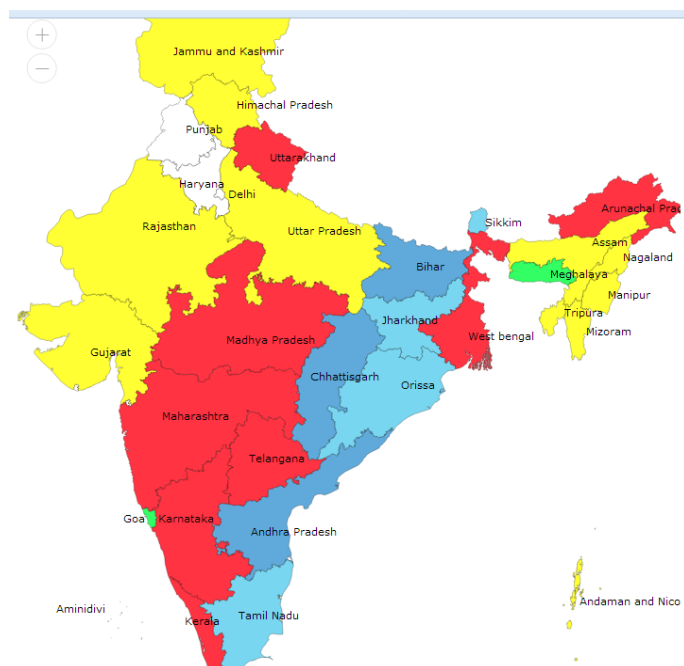 Jammu and Kashmir
Himachal Pradesh
Punjab
Uttarakhand
Haryana
Delhi
Arunachal Prad
Rajasthan
Uttar Pradesh
Sikkim
Assam
Nagaland
Bihar
Meghalaya
Manipur
Tripura
Jharkhand
Mizoram
Madhya Pradesh
West bengal
Gujarat
Chhattisgarh
Orissa
Maharashtra
Telangana
Goa
Karnataka
Andhra Pradesh
Andaman and Nico
Aminidivi
Tamil Nadu
Kerala